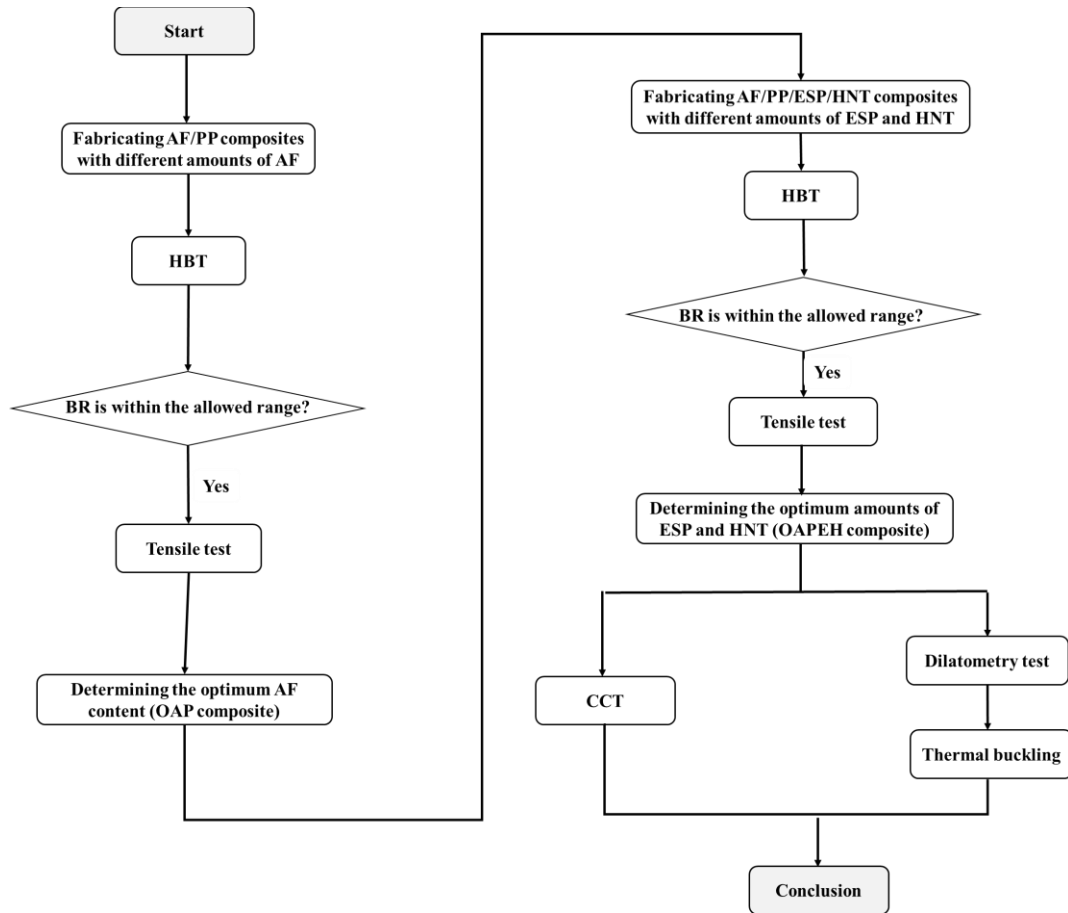 Start
Fabricating AF/PP composites
with different amounts of AF
HBT
BR is within the allowed range?
Yes
Tensile test
Determining the optimum AF
content (OAP composite)
Fabricating AF/PP/ESP/HNT composites
with different amounts of ESP and HNT
HBT
BR is within the allowed range?
Yes
Tensile test
Determining the optimum amounts of
ESP and HNT (OAPEH composite)
CCT
Dilatometry test
Thermal buckling
Conclusion